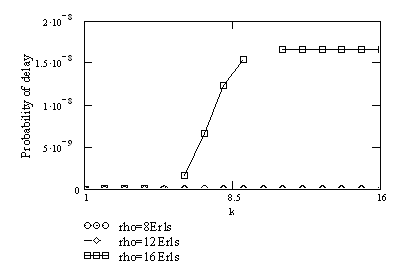 2·10⁻⁸
1.5·10⁻⁸
1·10⁻⁸
5·10⁻⁹
0
Probability of delay
1 8.5 16
k
rho=8Erls
rho=12Erls
rho=16Erls